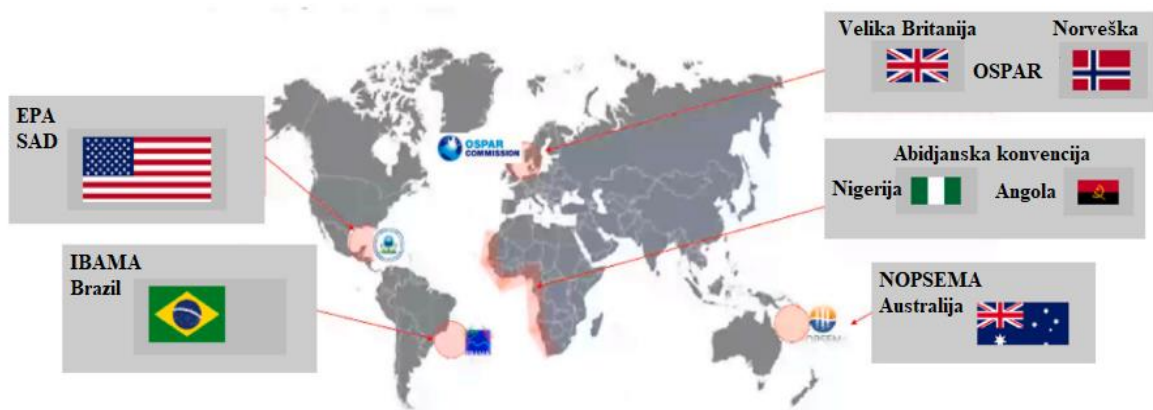 Velika Britanija
Norveška
OSPAR
EPA
SAD
OSPAR
COMMISSION
Abidjanska konvencija
Nigerija
Angola
IBAMA
Brazil
NOPSEMA
Australija